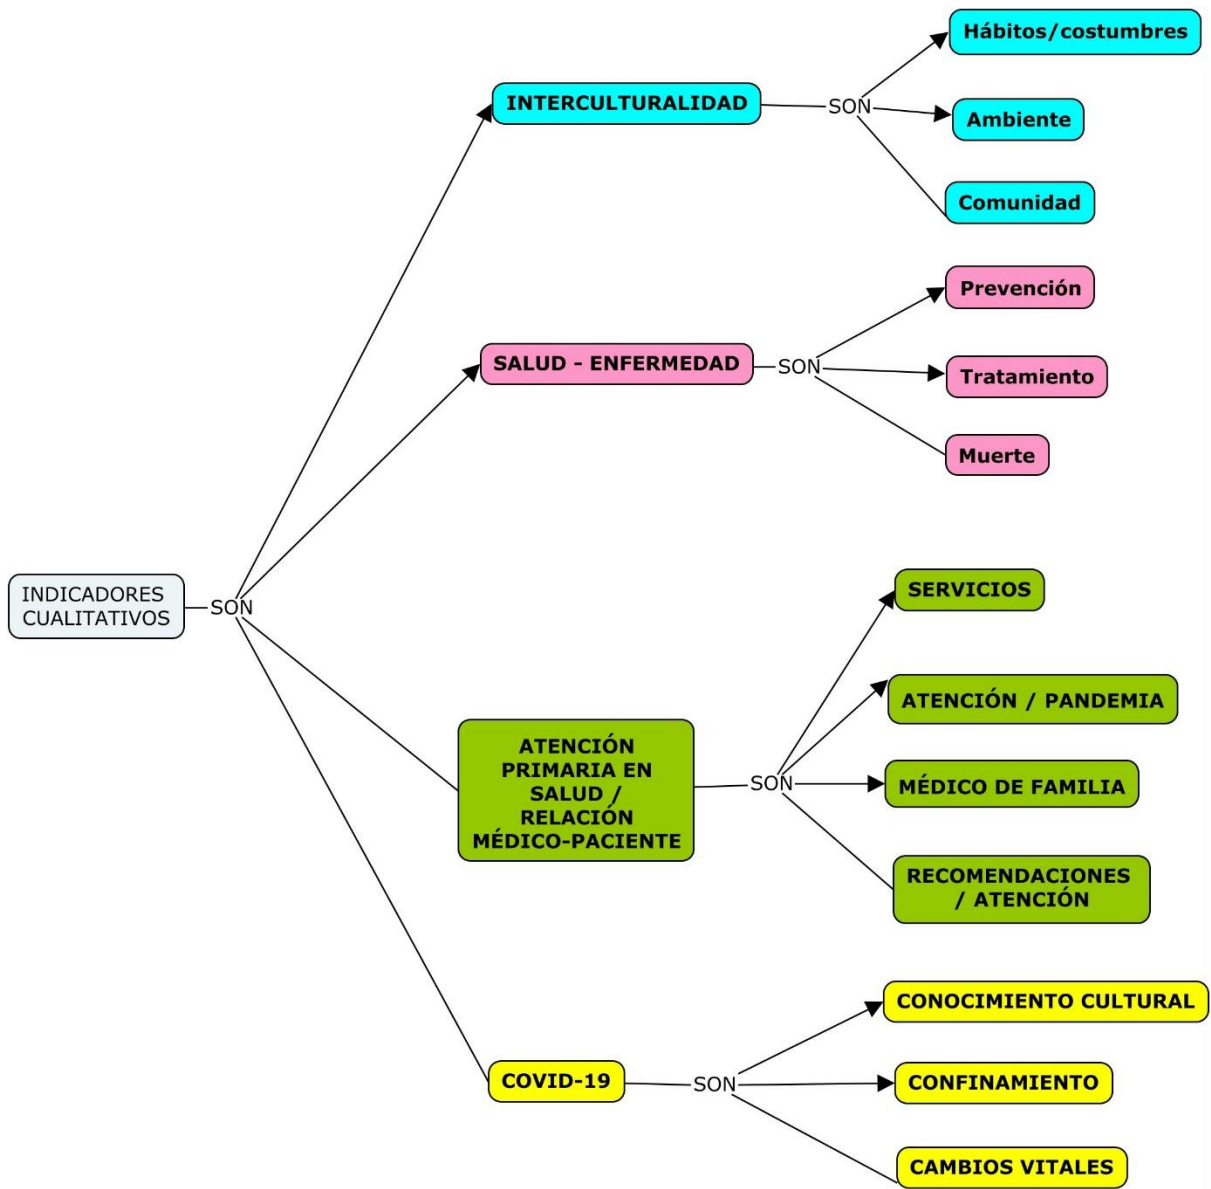 INTERCULTURALIDAD
SON
Hábitos/costumbres
Ambiente
Comunidad
SALUD - ENFERMEDAD
SON
Prevención
Tratamiento
Muerte
INDICADORES
CUALITATIVOS
SON
ATENCIÓN
PRIMARIA EN
SALUD /
RELACIÓN
MÉDICO-PACIENTE
SON
SERVICIOS
ATENCIÓN / PANDEMIA
MÉDICO DE FAMILIA
RECOMENDACIONES
/ ATENCIÓN
COVID-19
SON
CONOCIMIENTO CULTURAL
CONFINAMIENTO
CAMBIOS VITALES